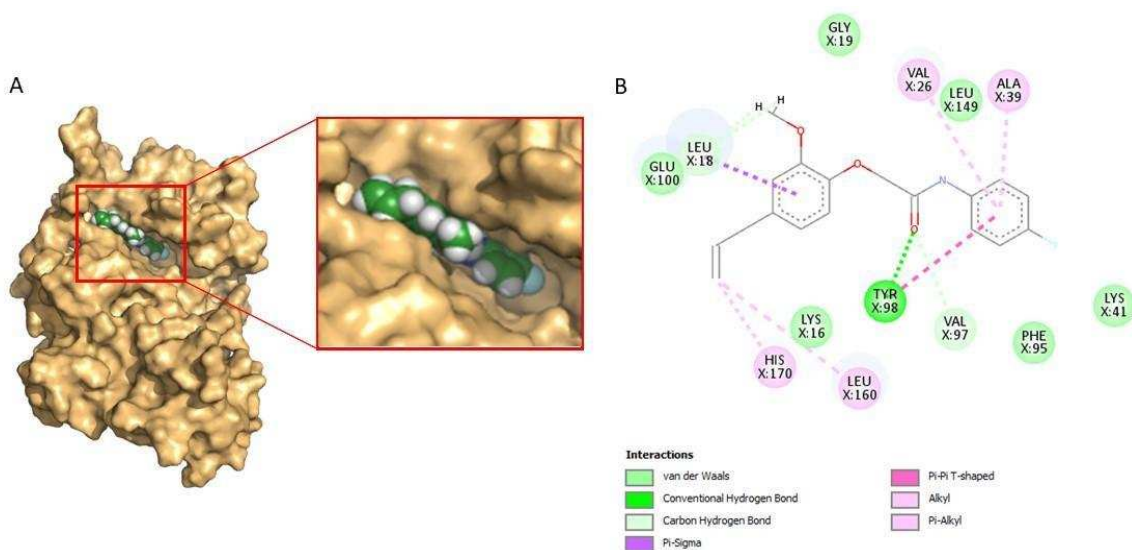 A
B
GLY
X:19
VAL
X:26
LEU
X:149
ALA
X:39
H
H
O
LEU
X:18
GLU
X:100
O
N
O
F
TYR
X:98
LYS
X:16
VAL
X:97
LYS
X:41
PHE
X:95
HIS
X:170
LEU
X:160
Interactions
van der Waals
Conventional Hydrogen Bond
Carbon Hydrogen Bond
Pi-Sigma
Pi-Pi T-shaped
Alkyl
Pi-Alkyl